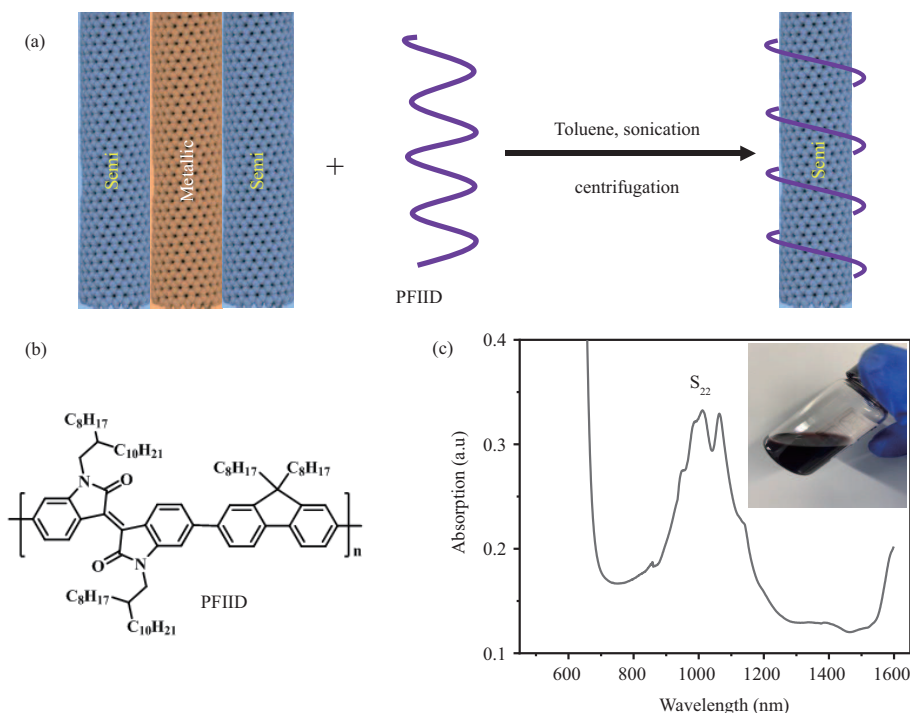 (a)
Semi
Metallic
Semi
+
PFIID
Toluene, sonication
centrifugation
Semi
(b)
C8H17
C10H21
N
O
O
N
C8H17
C10H21
C8H17 C8H17
n
PFIID
(c)
S22
Absorption (a.u)
0.4
0.3
0.2
0.1
600 800 1000 1200 1400 1600
Wavelength (nm)